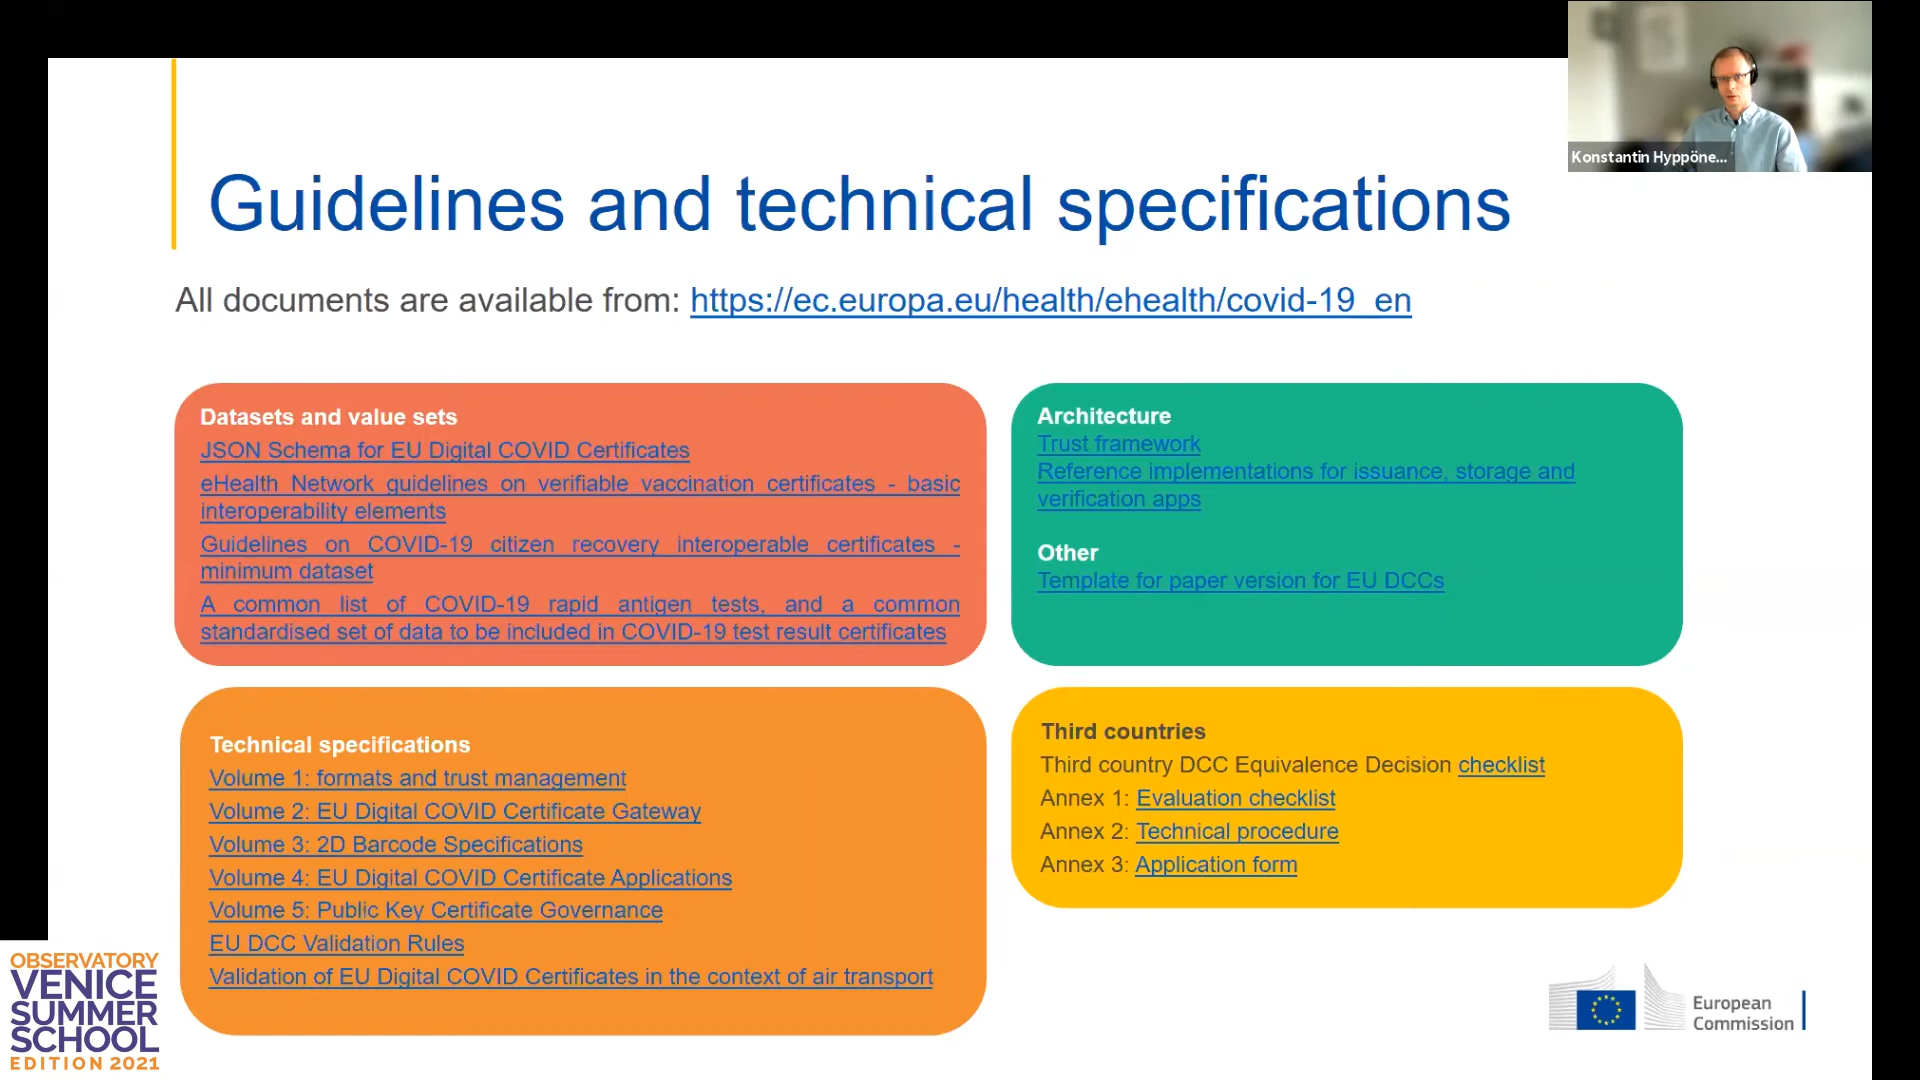 Konstantin Hyppöne...
Guidelines and technical specifications
All documents are available from: https://ec.europa.eu/health/ehealth/covid-19_en
Datasets and value sets
JSON Schema for EU Digital COVID Certificates
eHealth Network guidelines on verifiable vaccination certificates - basic
interoperability elements
Guidelines on COVID-19 citizen recovery interoperable certificates -
minimum dataset
A common list of COVID-19 rapid antigen tests, and a common
standardised set of data to be included in COVID-19 test result certificates
Architecture
Trust framework
Reference implementations for issuance, storage and
verification apps
Other
Template for paper version for EU DCCs
Technical specifications
Volume 1: formats and trust management
Volume 2: EU Digital COVID Certificate Gateway
Volume 3: 2D Barcode Specifications
Volume 4: EU Digital COVID Certificate Applications
Volume 5: Public Key Certificate Governance
EU DCC Validation Rules
Validation of EU Digital COVID Certificates in the context of air transport
Third countries
Third country DCC Equivalence Decision checklist
Annex 1: Evaluation checklist
Annex 2: Technical procedure
Annex 3: Application form
OBSERVATORY
VENICE
SUMMER
SCHOOL
EDITION 2021
European
Commission